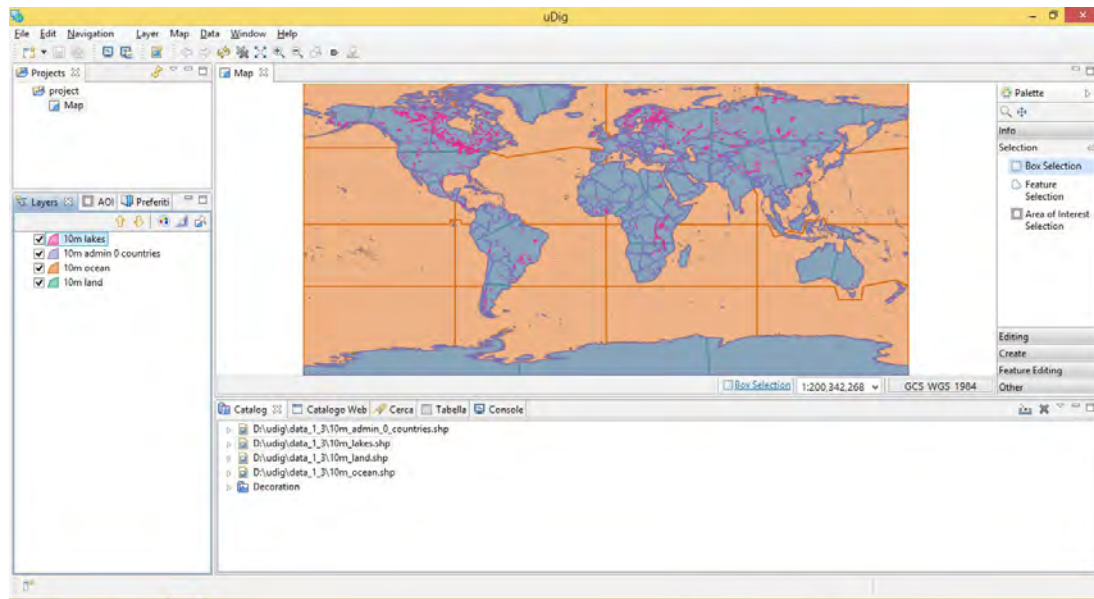 uDig
File Edit Navigation Layer Map Data Window Help
Projects
project
Map
Layers AOI Preferiti
10m lakes
10m admin 0 countries
10m ocean
10m land
Map
Box Selection 1:200,342,268 GCS WGS 1984
Palette
Info
Selection
Box Selection
Feature
Selection
Area of Interest
Selection
Editing
Create
Feature Editing
Other
Catalog Catalogo Web Cerca Tabella Console
D:\udig\data_1_3\10m_admin_0_countries.shp
D:\udig\data_1_3\10m_lakes.shp
D:\udig\data_1_3\10m_land.shp
D:\udig\data_1_3\10m_ocean.shp
Decoration